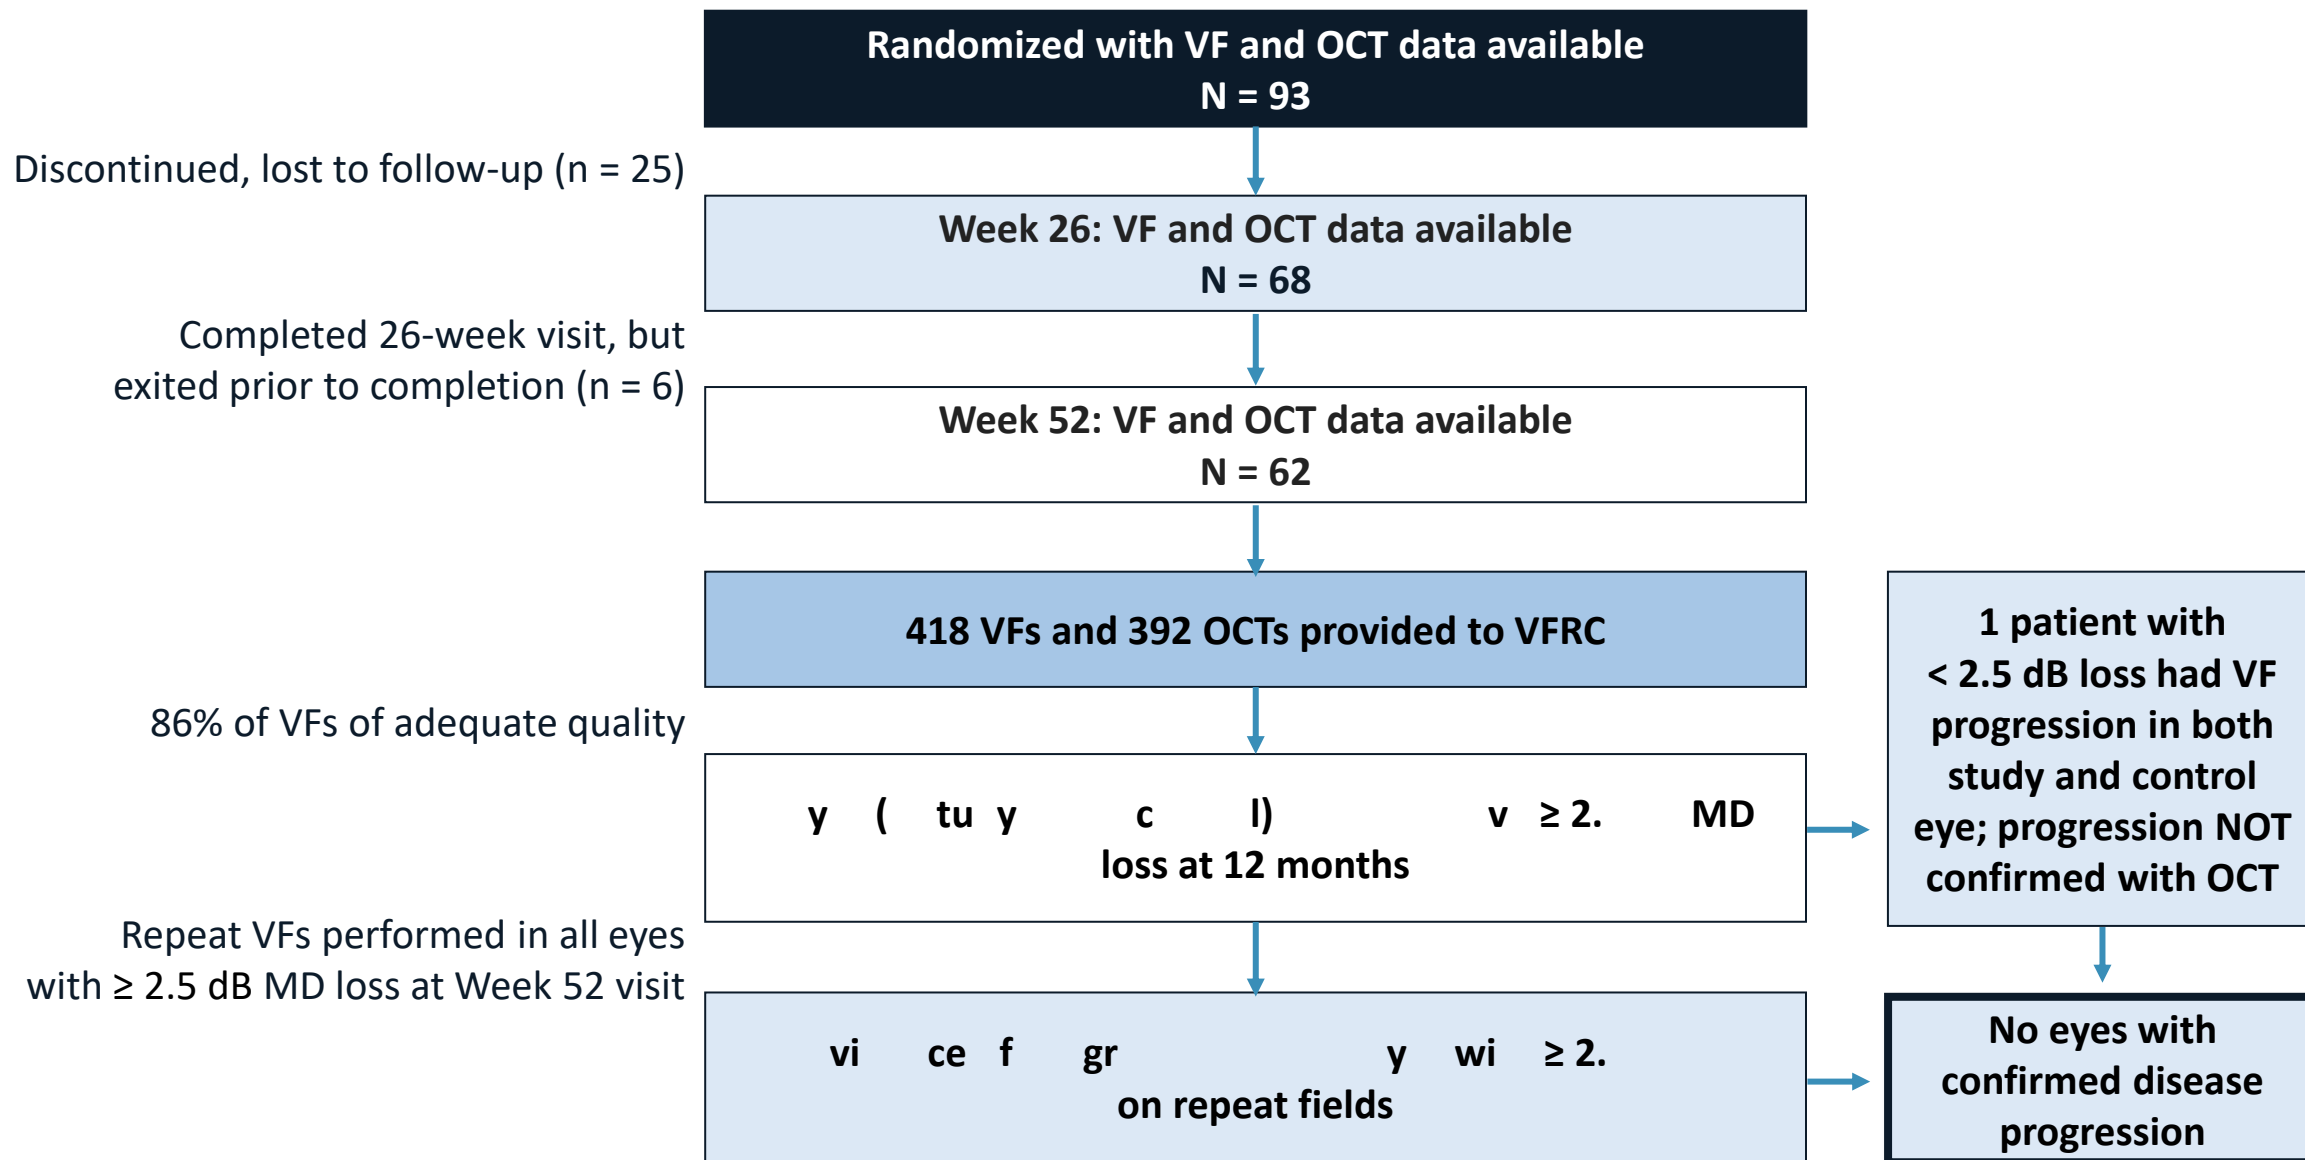 Randomized with VF and OCT data available
N = 93
Discontinued, lost to follow-up (n = 25)
Week 26: VF and OCT data available
N = 68
Completed 26-week visit, but
exited prior to completion (n = 6)
Week 52: VF and OCT data available
N = 62
418 VFs and 392 OCTs provided to VFRC
86% of VFs of adequate quality
≥ 2. MD
loss at 12 months
1 patient with
< 2.5 dB loss had VF
progression in both
study and control
eye; progression NOT
confirmed with OCT
Repeat VFs performed in all eyes
with ≥ 2.5 dB MD loss at Week 52 visit
≥ 2.
on repeat fields
No eyes with
confirmed disease
progression